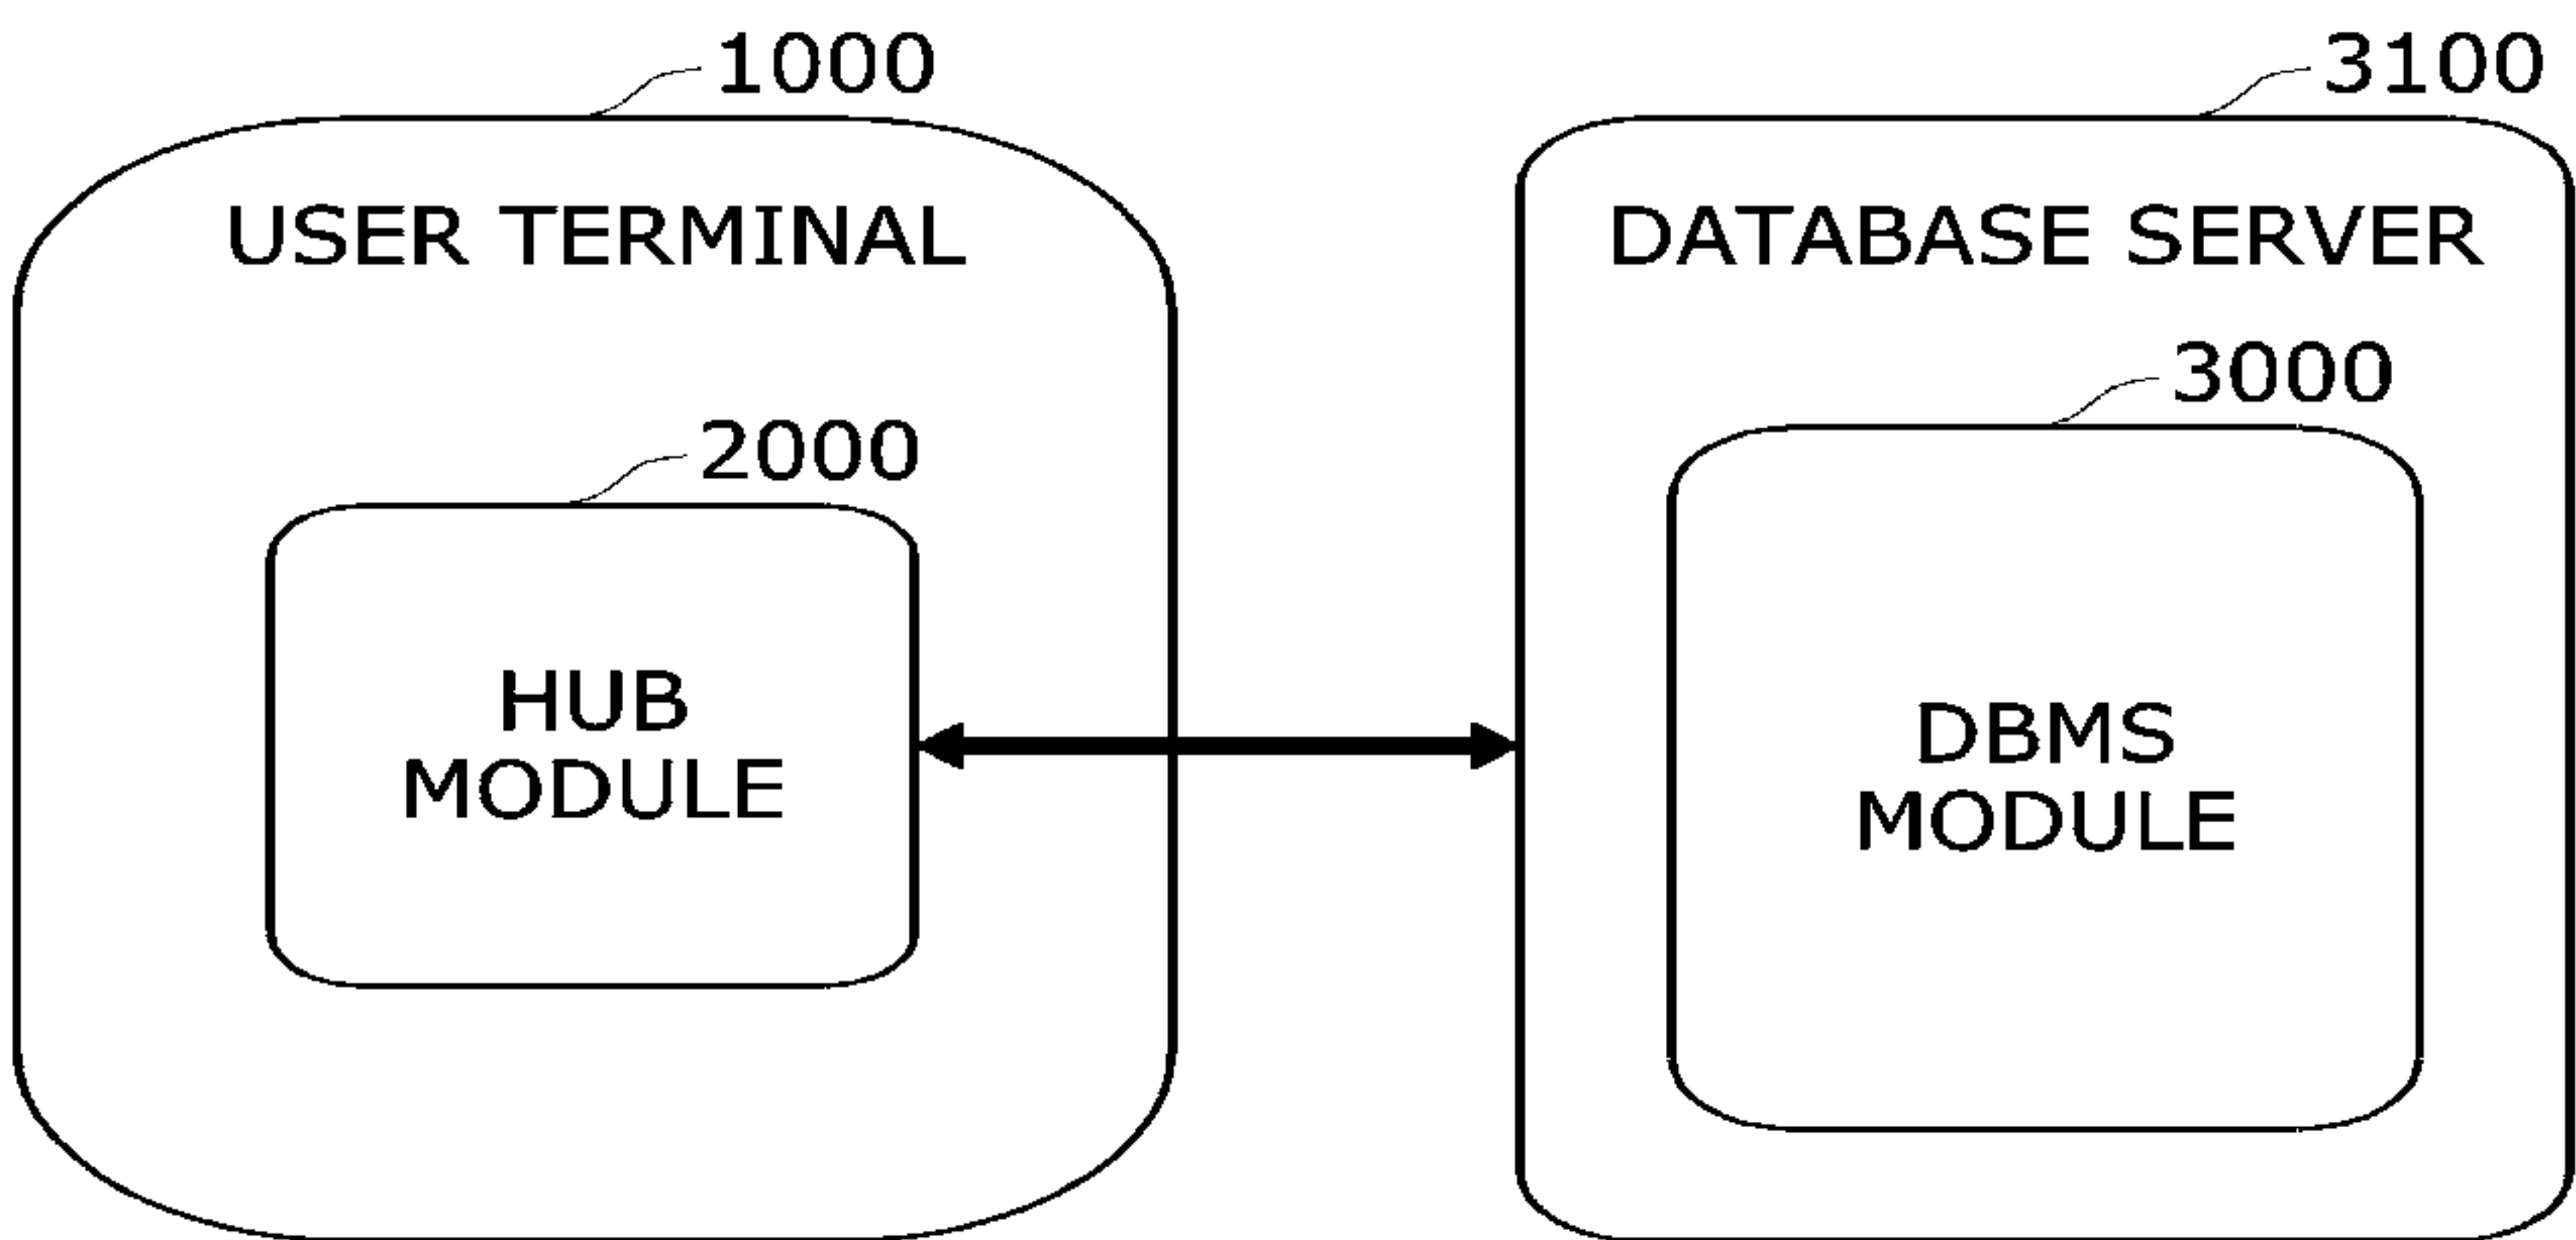 1000
USER TERMINAL
2000
HUB
MODULE
3100
DATABASE SERVER
3000
DBMS
MODULE